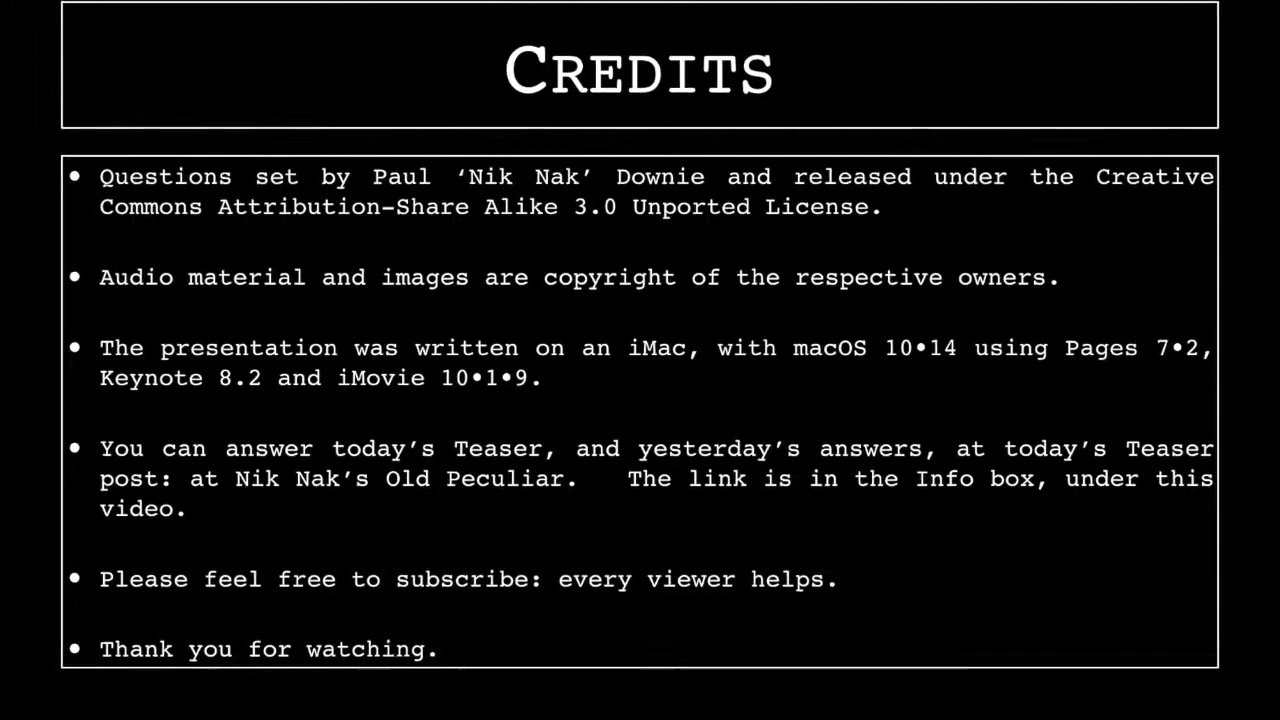 CREDITS
• Questions set by Paul ‘Nik Nak’ Downie and released under the Creative
Commons Attribution–Share Alike 3.0 Unported License.
• Audio material and images are copyright of the respective owners.
• The presentation was written on an iMac, with macOS 10•14 using Pages 7•2,
Keynote 8.2 and iMovie 10•1•9.
• You can answer today’s Teaser, and yesterday’s answers, at today’s Teaser
post: at Nik Nak’s Old Peculiar. The link is in the Info box, under this
video.
• Please feel free to subscribe: every viewer helps.
• Thank you for watching.